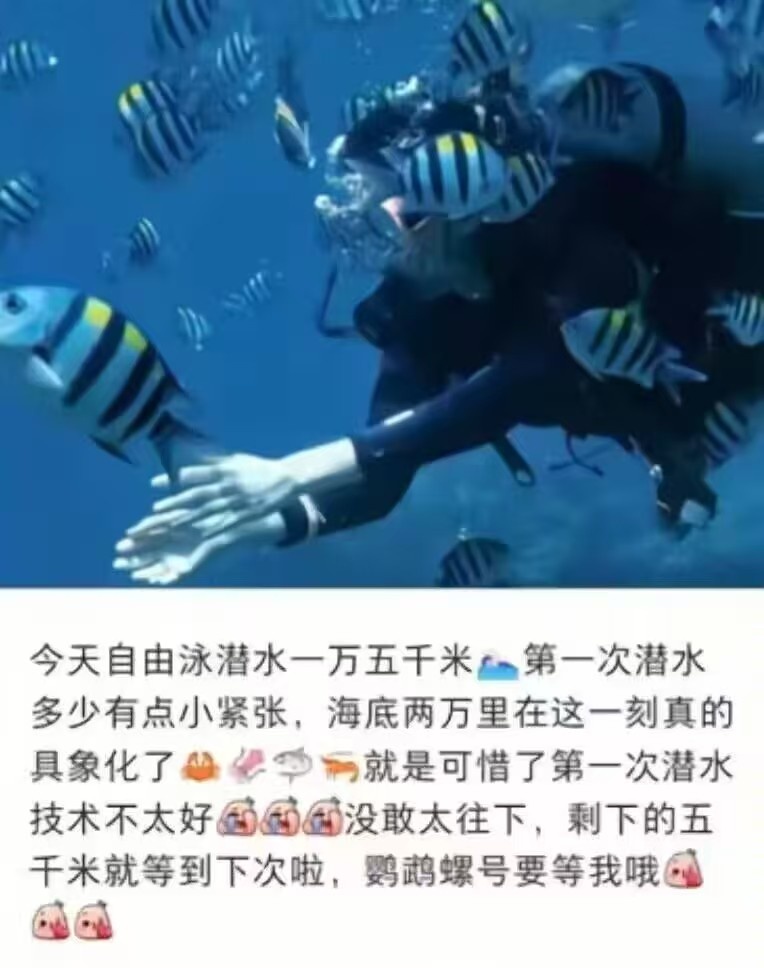 今天自由泳潜水一万五千米🏊第一次潜水
多少有点小紧张，海底两万里在这一刻真的
具象化了🦀🦑🦈🦐就是可惜了第一次潜水
技术不太好没敢太往下，剩下的五
千米就等到下次啦，鹦鹉螺号要等我哦